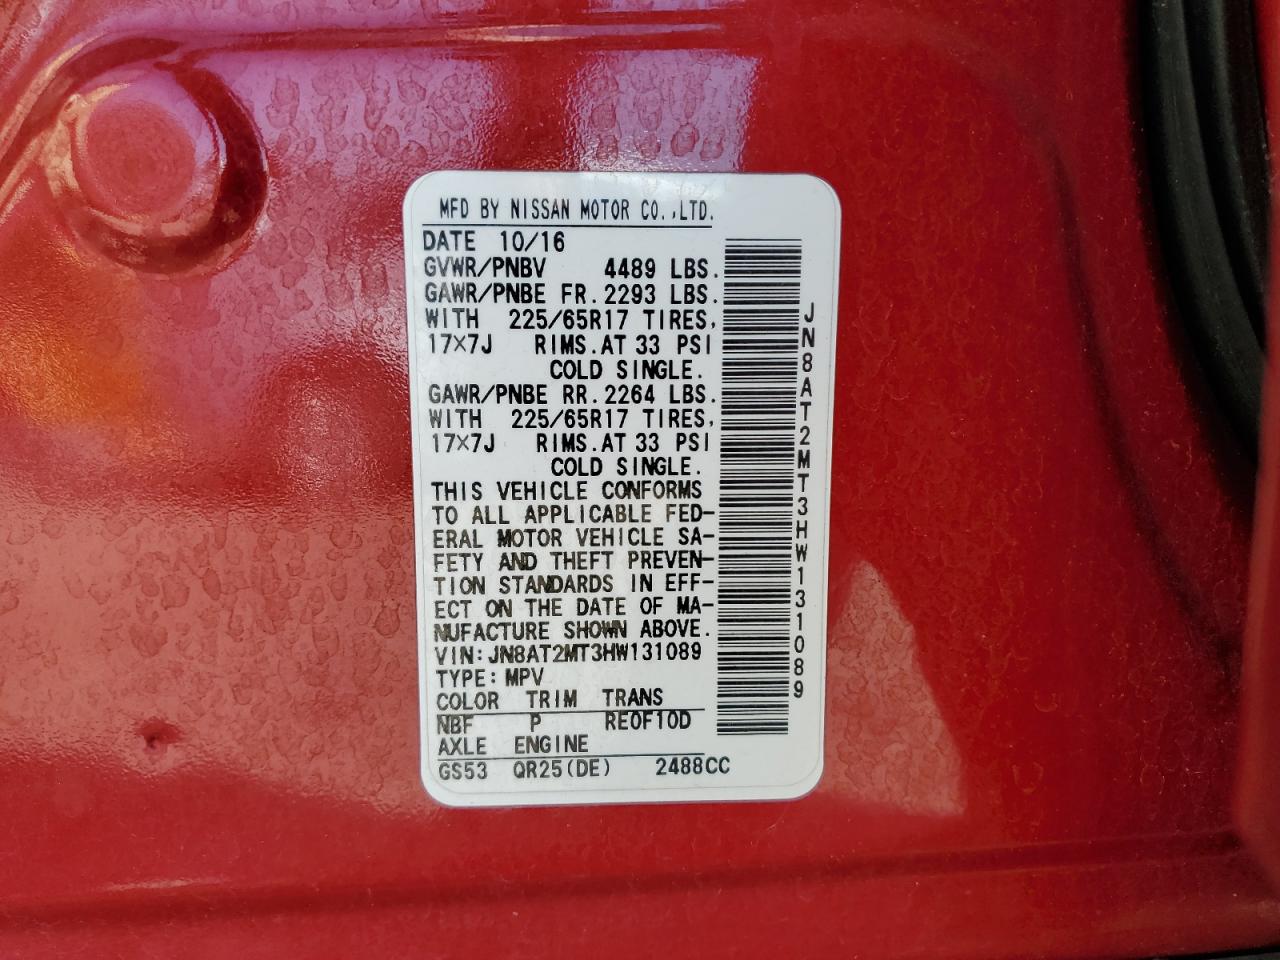 MFD BY NISSAN MOTOR CO.,LTD.
DATE 10/16
GVWR/PNBV 4489 LBS.
GAWR/PNBE FR. 2293 LBS.
WITH 225/65R17 TIRES,
17×7J RIMS. AT 33 PSI
COLD SINGLE.
GAWR/PNBE RR. 2264 LBS.
WITH 225/65R17 TIRES,
17×7J RIMS. AT 33 PSI
COLD SINGLE.
THIS VEHICLE CONFORMS
TO ALL APPLICABLE FED-
ERAL MOTOR VEHICLE SA-
FETY AND THEFT PREVEN-
TION STANDARDS IN EFF-
ECT ON THE DATE OF MA-
NUFACTURE SHOWN ABOVE.
VIN:JN8AT2MT3HW131089
TYPE:MPV
COLOR TRIM TRANS
NBF P RE0F10D
AXLE ENGINE
GS53 QR25(DE) 2488CC
JN8AT2MT3HW131089